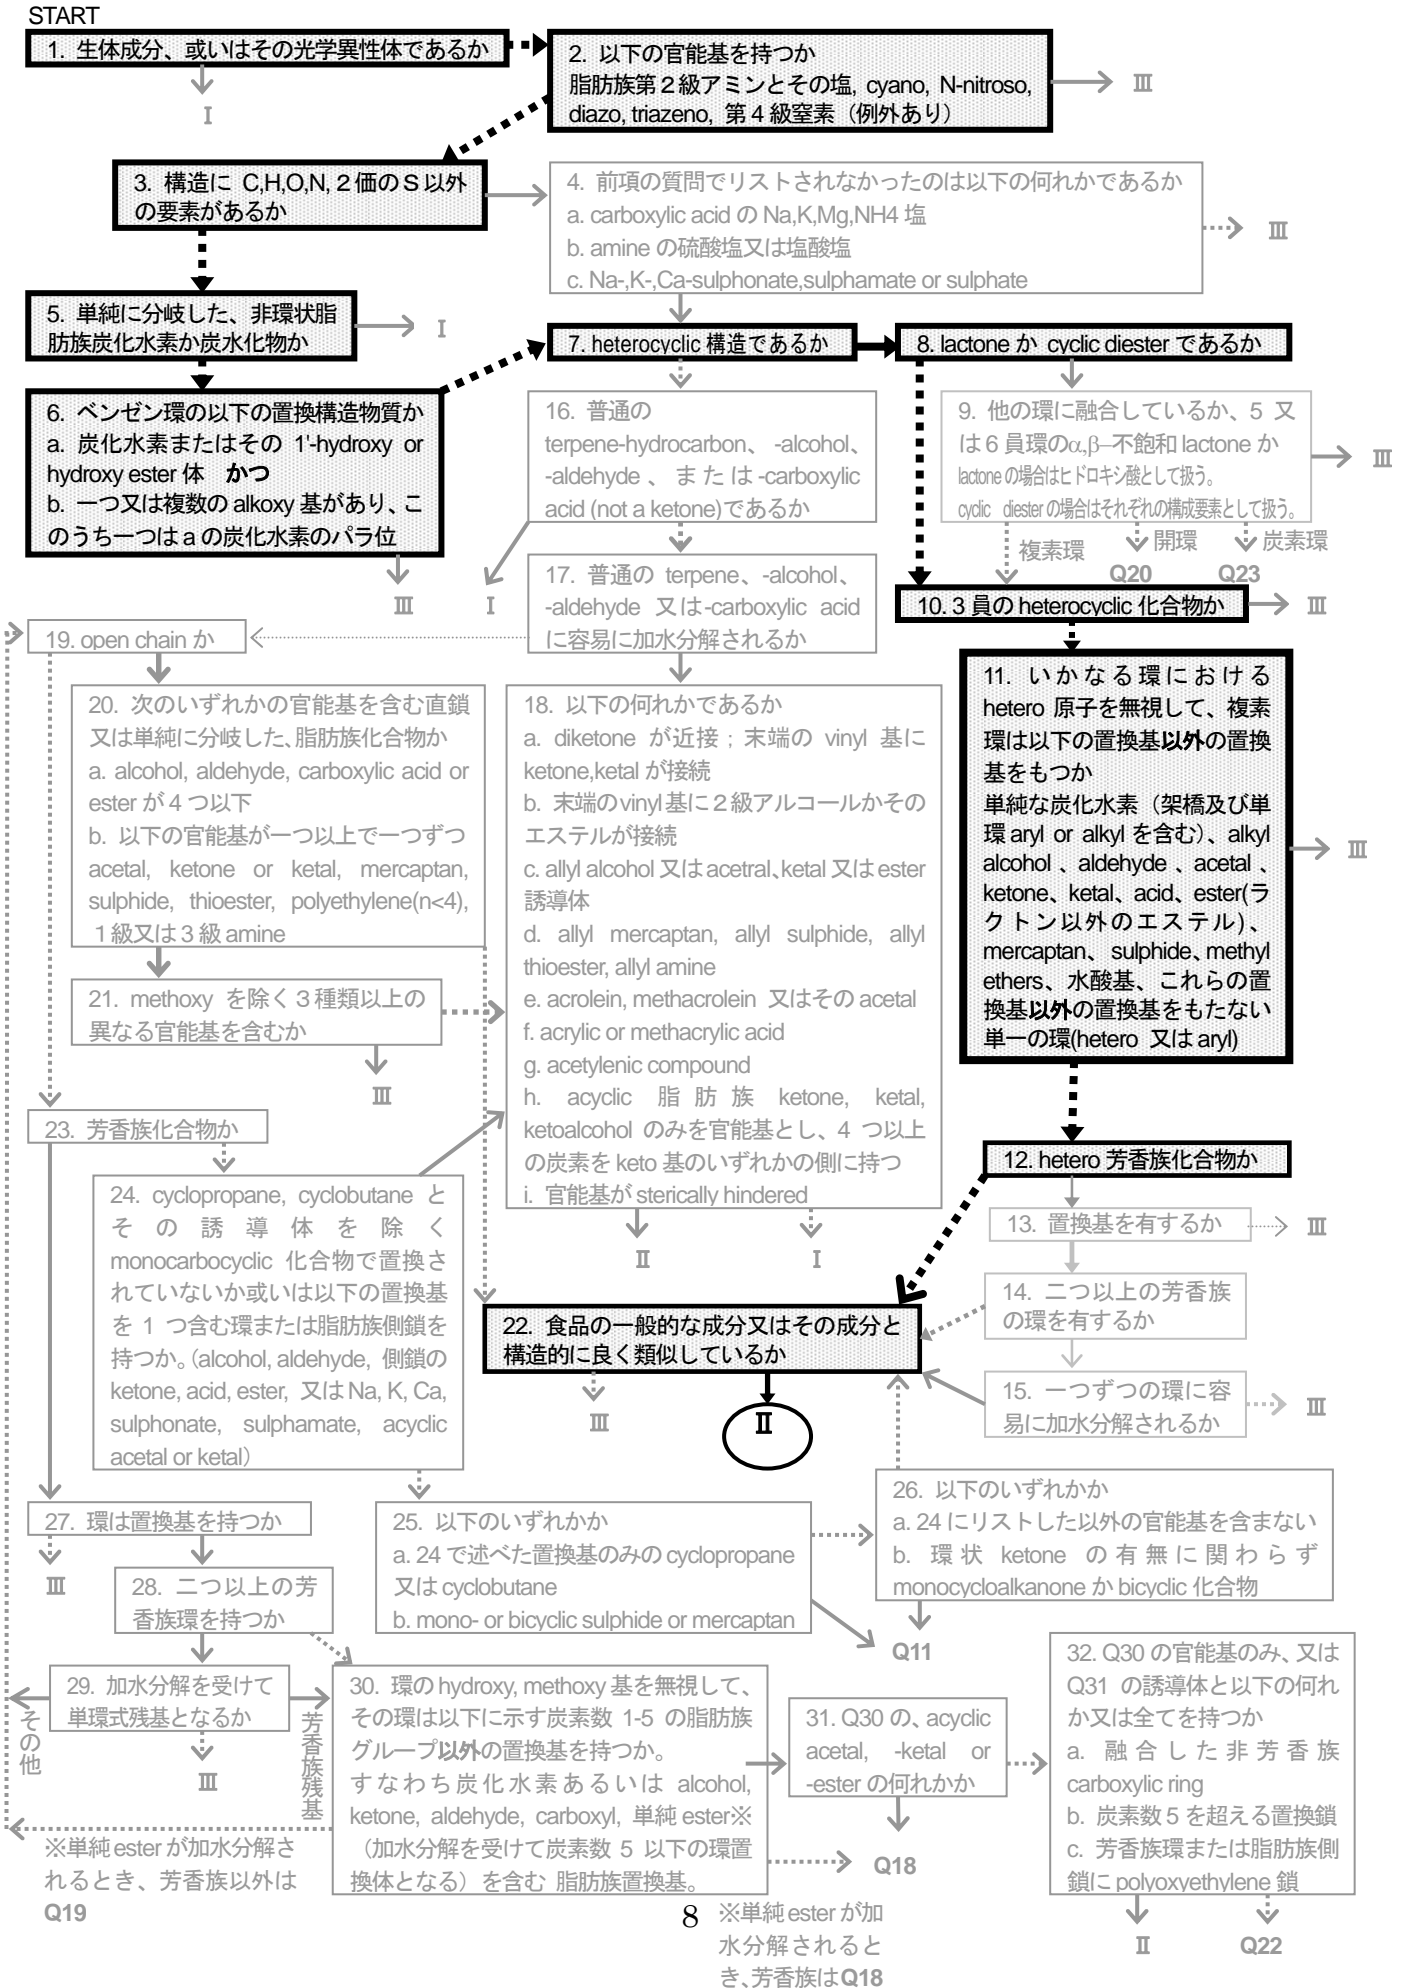 START
1. 生体成分、或いはその光学異性体であるか
Ⅰ
2. 以下の官能基を持つか
脂肪族第２級アミンとその塩, cyano, N-nitroso,
diazo, triazeno, 第４級窒素（例外あり）
Ⅲ
3. 構造に C,H,O,N,２価のＳ以外
の要素があるか
4. 前項の質問でリストされなかったのは以下の何れかであるか
a. carboxylic acid の Na,K,Mg,NH4 塩
b. amine の硫酸塩又は塩酸塩
c. Na-,K-,Ca-sulphonate,sulphamate or sulphate
Ⅲ
5. 単純に分岐した、非環状脂
肪族炭化水素か炭水化物か
Ⅰ
6. ベンゼン環の以下の置換構造物質か
a. 炭化水素またはその 1'-hydroxy or
hydroxy ester 体　かつ
b. 一つ又は複数の alkoxy 基があり、こ
のうち一つは a の炭化水素のパラ位
Ⅲ
7. heterocyclic 構造であるか
8. lactone か cyclic diester であるか
9. 他の環に融合しているか、5 又
は 6 員環のα,β–不飽和 lactone か
lactone の場合はヒドロキシ酸として扱う。
cyclic diester の場合はそれぞれの構成要素として扱う。
Ⅲ
複素環
開環
炭素環
Q20
Q23
10. 3 員の heterocyclic 化合物か
Ⅲ
16. 普通の
terpene-hydrocarbon、 -alcohol、
-aldehyde 、または-carboxylic
acid (not a ketone)であるか
Ⅰ
17. 普通の terpene、-alcohol、
-aldehyde 又は-carboxylic acid
に容易に加水分解されるか
19. open chain か
11. いかなる環における
hetero 原子を無視して、複素
環は以下の置換基以外の置換
基をもつか
単純な炭化水素（架橋及び単
環 aryl or alkyl を含む）、alkyl
alcohol 、aldehyde 、acetal 、
ketone、ketal、acid、ester(ラ
クトン以外のエステル)、
mercaptan、 sulphide、methyl
ethers、水酸基、これらの置
換基以外の置換基をもたない
単一の環(hetero 又は aryl)
Ⅲ
20. 次のいずれかの官能基を含む直鎖
又は単純に分岐した、脂肪族化合物か
a. alcohol, aldehyde, carboxylic acid or
ester が 4 つ以下
b. 以下の官能基が一つ以上で一つずつ
acetal, ketone or ketal, mercaptan,
sulphide, thioester, polyethylene(n<4),
１級又は３級 amine
18. 以下の何れかであるか
a. diketone が近接；末端の vinyl 基に
ketone,ketal が接続
b. 末端の vinyl 基に２級アルコールかその
エステルが接続
c. allyl alcohol 又は acetral、ketal 又は ester
誘導体
d. allyl mercaptan, allyl sulphide, allyl
thioester, allyl amine
e. acrolein, methacrolein 又はその acetal
f. acrylic or methacrylic acid
g. acetylenic compound
h. acyclic 脂肪族 ketone, ketal,
ketoalcohol のみを官能基とし、4 つ以上
の炭素を keto 基のいずれかの側に持つ
i. 官能基が sterically hindered
Ⅱ
Ⅰ
21. methoxy を除く３種類以上の
異なる官能基を含むか
Ⅲ
23. 芳香族化合物か
12. hetero 芳香族化合物か
13. 置換基を有するか
Ⅲ
14. 二つ以上の芳香族
の環を有するか
15. 一つずつの環に容
易に加水分解されるか
Ⅲ
24. cyclopropane, cyclobutane と
その誘導体を除く
monocarbocyclic 化合物で置換さ
れていないか或いは以下の置換基
を 1 つ含む環または脂肪族側鎖を
持つか。（alcohol, aldehyde, 側鎖の
ketone, acid, ester, 又は Na, K, Ca,
sulphonate, sulphamate, acyclic
acetal or ketal）
22. 食品の一般的な成分又はその成分と
構造的に良く類似しているか
Ⅲ
Ⅱ
27. 環は置換基を持つか
Ⅲ
25. 以下のいずれかか
a. 24 で述べた置換基のみの cyclopropane
又は cyclobutane
b. mono- or bicyclic sulphide or mercaptan
26. 以下のいずれかか
a. 24 にリストした以外の官能基を含まない
b. 環状 ketone の有無に関わらず
monocycloalkanone か bicyclic 化合物
Q11
28. 二つ以上の芳
香族環を持つか
29. 加水分解を受けて
単環式残基となるか
その他
芳香族残基
Ⅲ
30. 環の hydroxy, methoxy 基を無視して、
その環は以下に示す炭素数 1-5 の脂肪族
グループ以外の置換基を持つか。
すなわち炭化水素あるいは alcohol,
ketone, aldehyde, carboxyl, 単純 ester※
（加水分解を受けて炭素数 5 以下の環置
換体となる）を含む 脂肪族置換基。
31. Q30 の、acyclic
acetal, -ketal or
-ester の何れかか
Q18
32. Q30 の官能基のみ、又は
Q31 の誘導体と以下の何れ
か又は全てを持つか
a. 融合した非芳香族
carboxylic ring
b. 炭素数 5 を超える置換鎖
c. 芳香族環または脂肪族側
鎖に polyoxyethylene 鎖
Ⅱ
Q22
※単純 ester が加水分解さ
れるとき、芳香族以外は
Q19
8
※単純 ester が加
水分解されると
き、芳香族は Q18